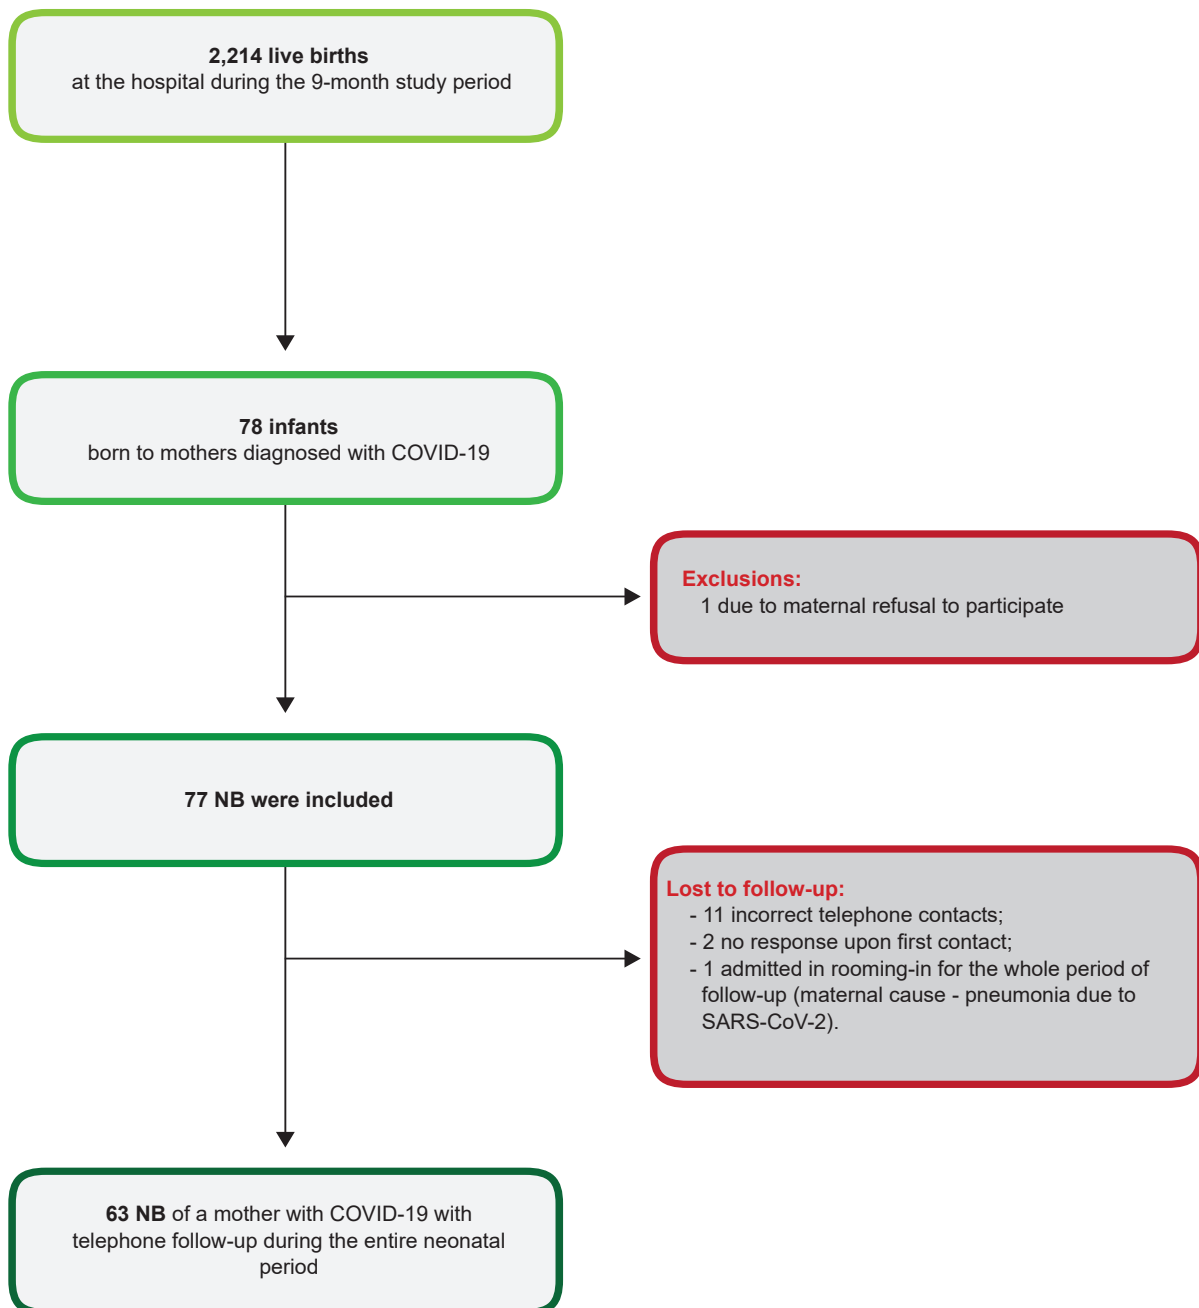 2,214 live births
at the hospital during the 9-month study period
78 infants
born to mothers diagnosed with COVID-19
Exclusions:
1 due to maternal refusal to participate
77 NB were included
Lost to follow-up:
- 11 incorrect telephone contacts;
- 2 no response upon first contact;
- 1 admitted in rooming-in for the whole period of
follow-up (maternal cause - pneumonia due to
SARS-CoV-2).
63 NB of a mother with COVID-19 with
telephone follow-up during the entire neonatal
period